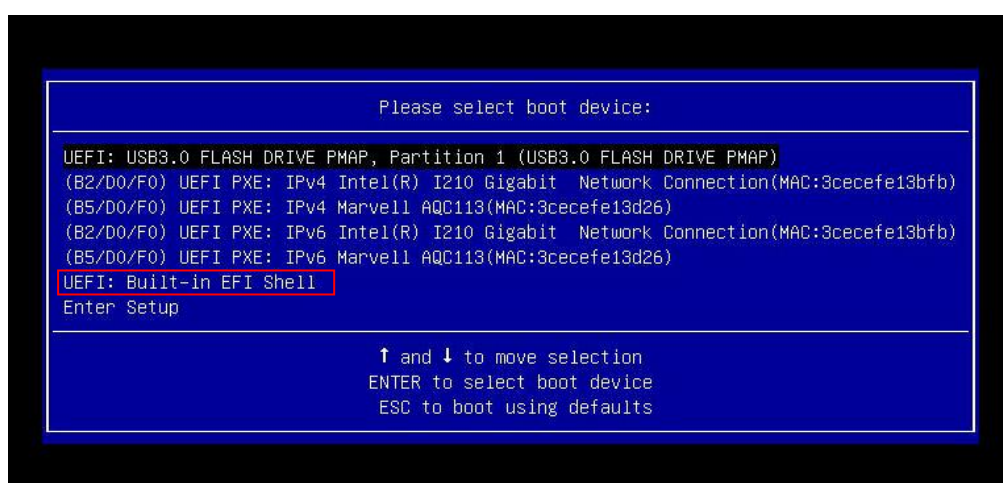 Please select boot device:
UEFI: USB3.0 FLASH DRIVE PMAP, Partition 1 (USB3.0 FLASH DRIVE PMAP)
(B2/D0/F0) UEFI PXE: IPv4 Intel(R) I210 Gigabit  Network Connection(MAC:3cecefe13bfb)
(B5/D0/F0) UEFI PXE: IPv4 Marvell AQC113(MAC:3cecefe13d26)
(B2/D0/F0) UEFI PXE: IPv6 Intel(R) I210 Gigabit  Network Connection(MAC:3cecefe13bfb)
(B5/D0/F0) UEFI PXE: IPv6 Marvell AQC113(MAC:3cecefe13d26)
UEFI: Built-in EFI Shell
Enter Setup
↑ and ↓ to move selection
ENTER to select boot device
ESC to boot using defaults